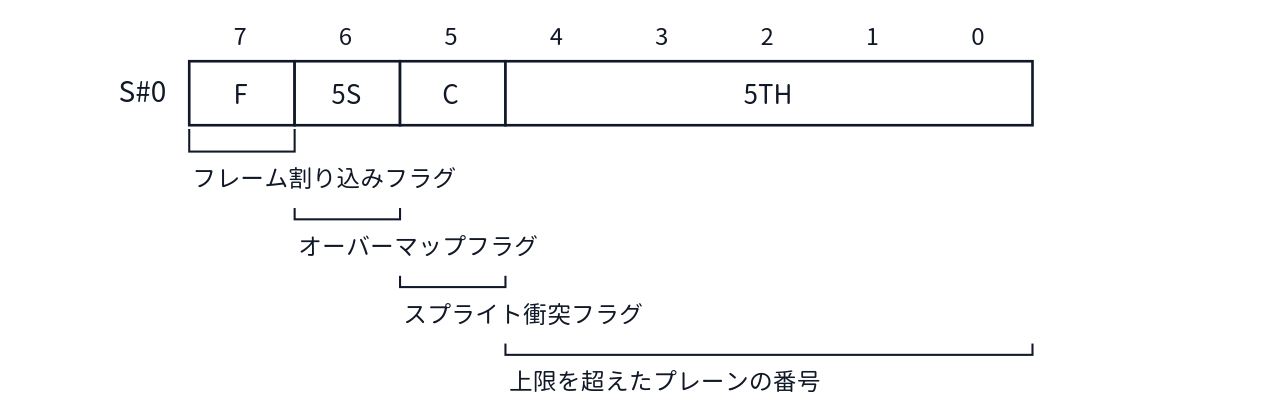 7 6 5 4 3 2 1 0
S#0 F 5S C 5TH
フレーム割り込みフラグ
オーバーマップフラグ
スプライト衝突フラグ
上限を超えたプレーンの番号